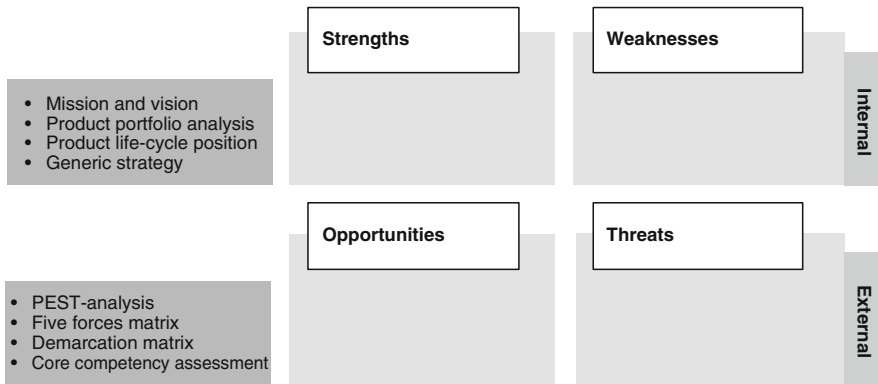 Strengths
Weaknesses
• Mission and vision
• Product portfolio analysis
• Product life-cycle position
• Generic strategy
Internal
Opportunities
Threats
• PEST-analysis
• Five forces matrix
• Demarcation matrix
• Core competency assessment
External